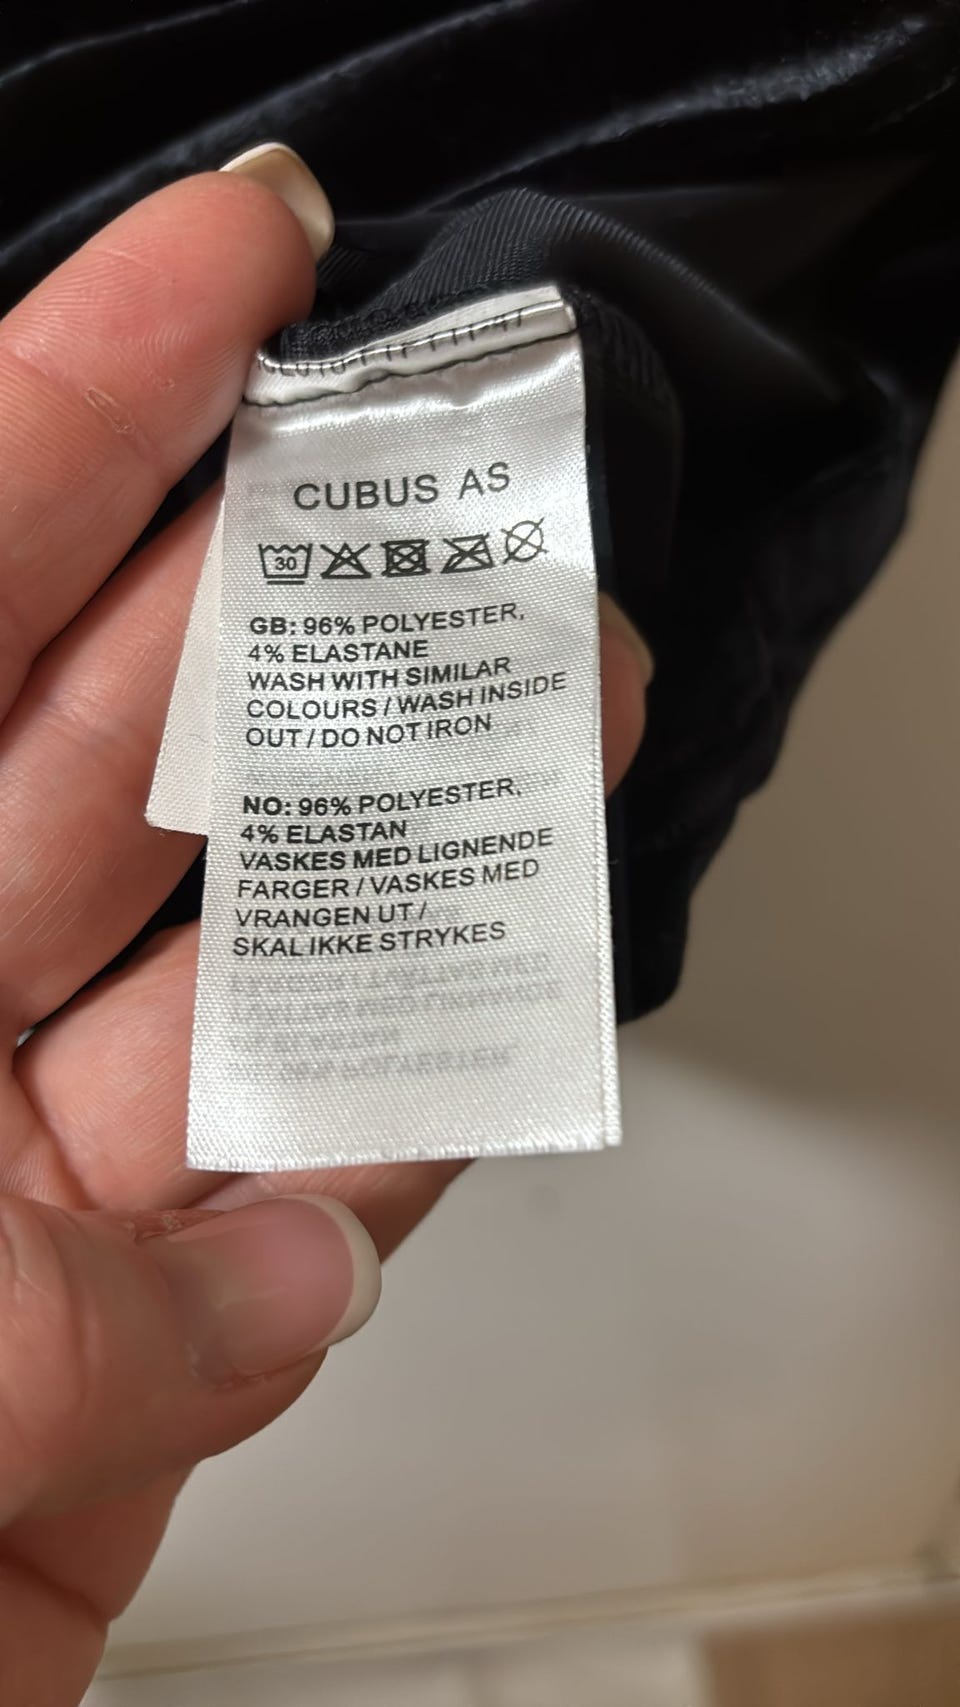 CUBUS AS
30
GB: 96% POLYESTER,
4% ELASTANE
WASH WITH SIMILAR
COLOURS / WASH INSIDE
OUT / DO NOT IRON
NO: 96% POLYESTER,
4% ELASTAN
VASKES MED LIGNENDE
FARGER / VASKES MED
VRANGEN UT /
SKAL IKKE STRYKES